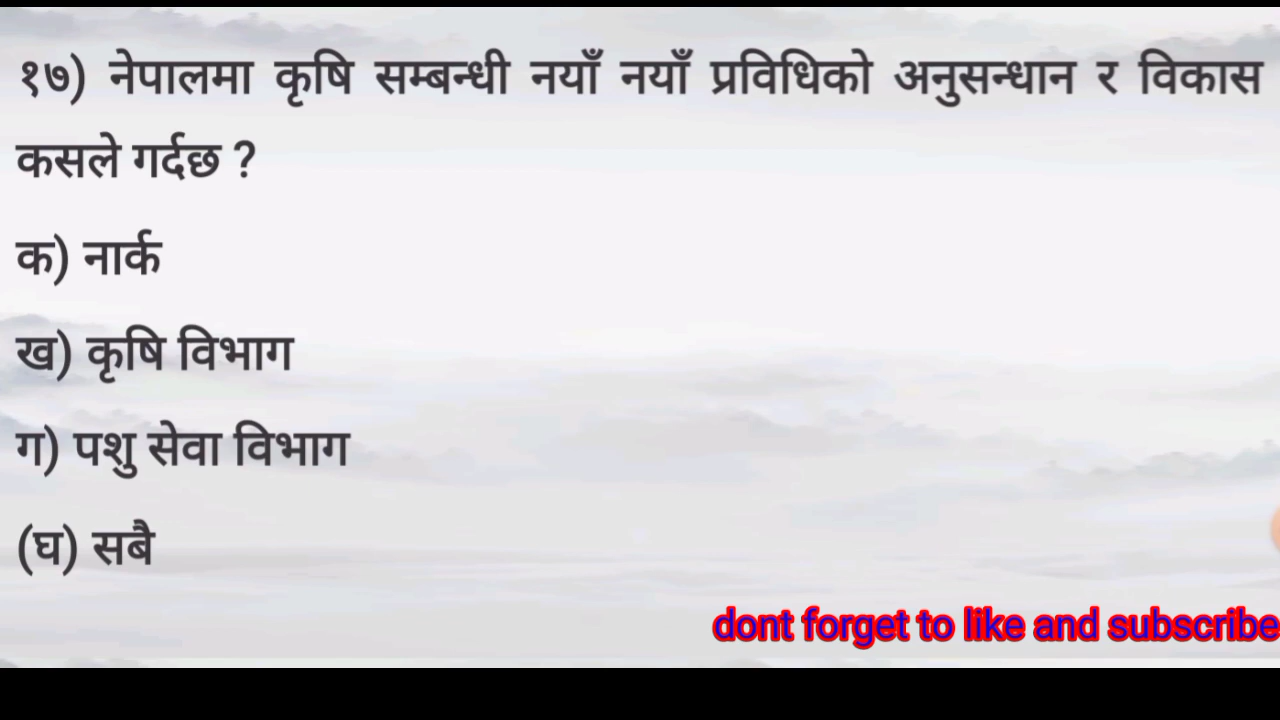 १७) नेपालमा कृषि सम्बन्धी नयाँ नयाँ प्रविधिको अनुसन्धान र विकास
कसले गर्दछ ?
क) नार्क
ख) कृषि विभाग
ग) पशु सेवा विभाग
(घ) सबै
dont forget to like and subscribe